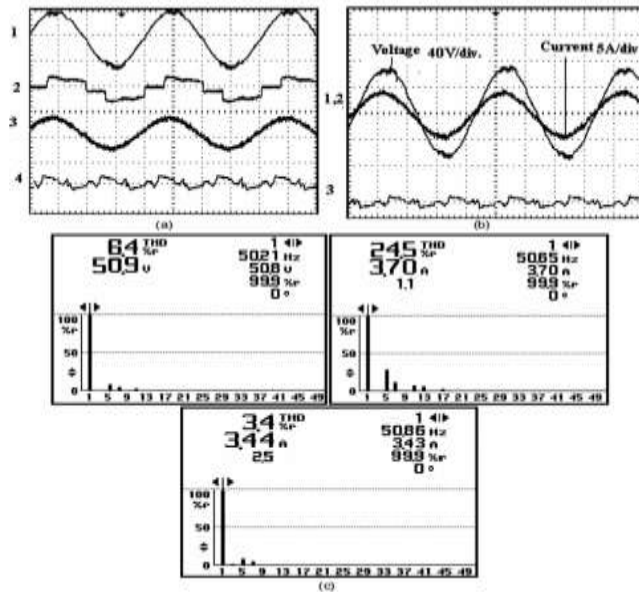 1
2
3
4
(a)
Voltage 40V/div.
Current 5A/div
1,2
3
(b)
6.4 THD %r
50.9 V
1
50.21 Hz
50.8 V
99.9 %r
0°
100
%r
50
0
1 5 9 13 17 21 25 29 33 37 41 45 49
24.5 THD %r
3.70 A
1.1
1
50.65 Hz
3.70 A
99.9 %r
0°
100
%r
50
0
1 5 9 13 17 21 25 29 33 37 41 45 49
3.4 THD %r
3.44 A
2.5
1
50.86 Hz
3.43 A
99.9 %r
0°
100
%r
50
0
1 5 9 13 17 21 25 29 33 37 41 45 49
(c)